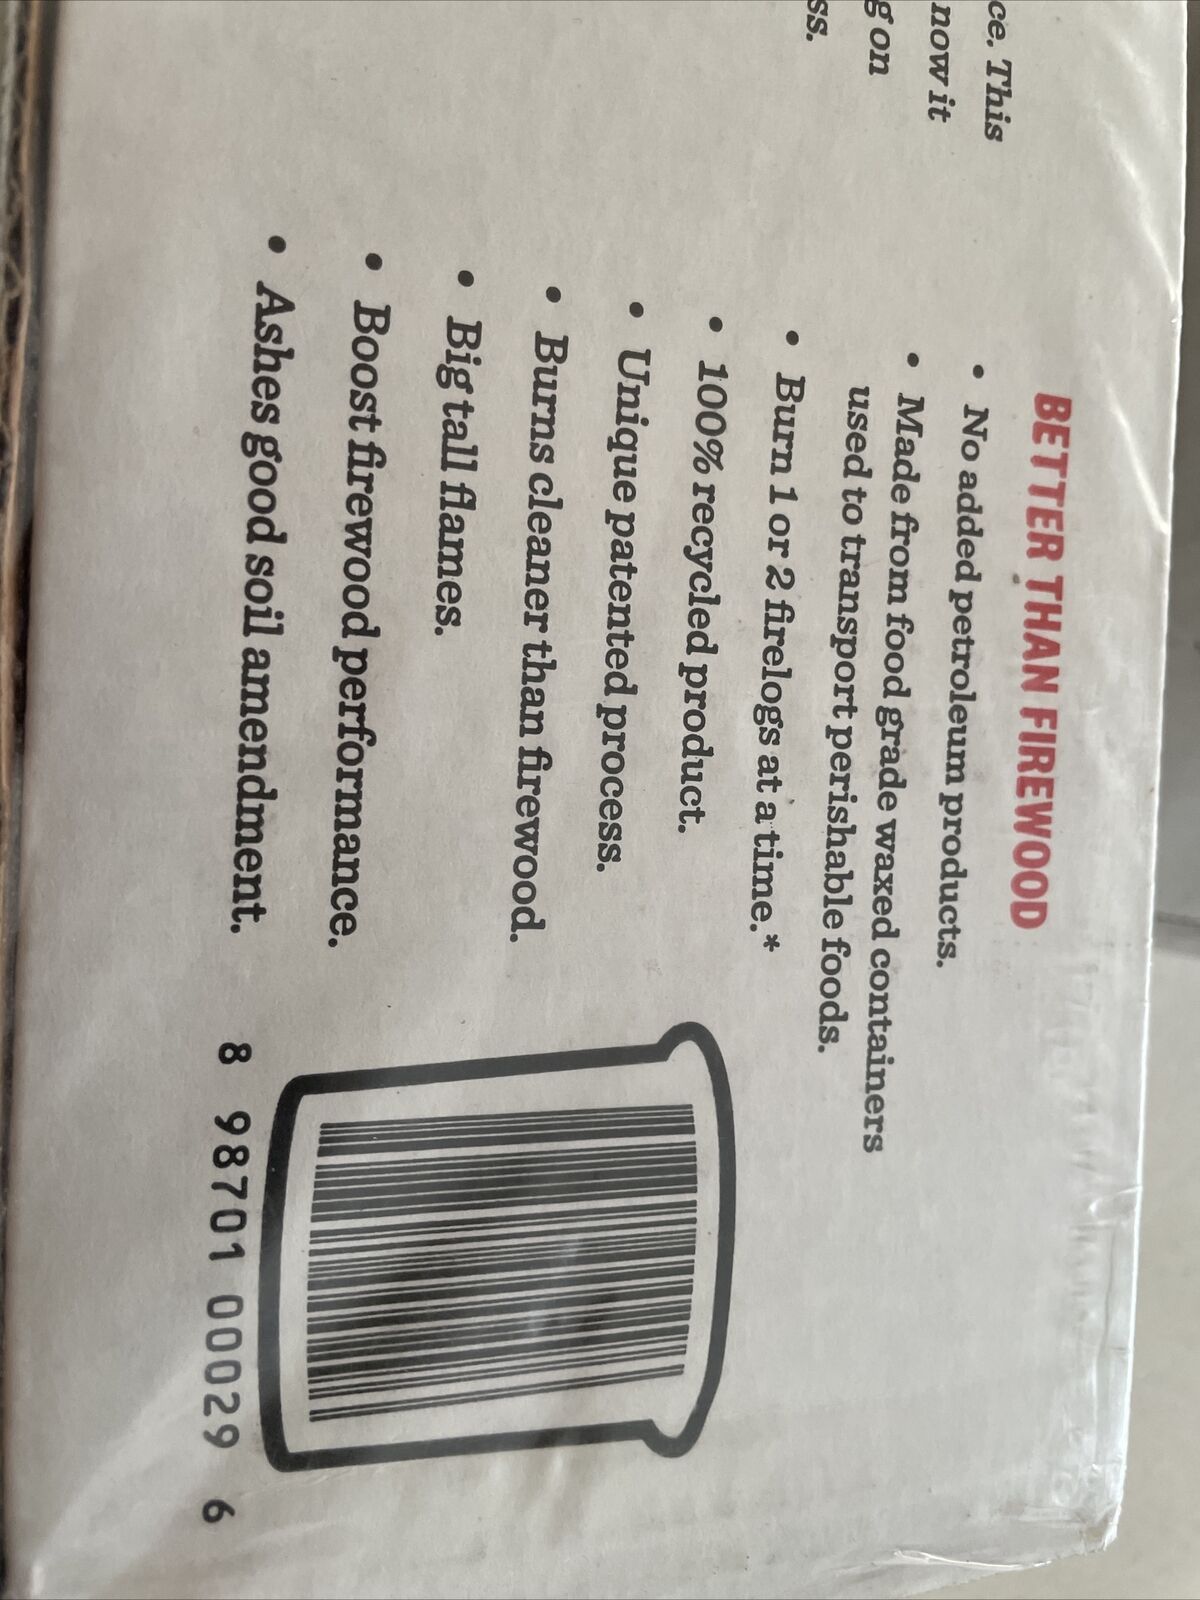 ce. This
now it
g on
ss.
BETTER THAN FIREWOOD
• No added petroleum products.
• Made from food grade waxed containers
used to transport perishable foods.
• Burn 1 or 2 firelogs at a time.*
• 100% recycled product.
• Unique patented process.
• Burns cleaner than firewood.
• Big tall flames.
• Boost firewood performance.
• Ashes good soil amendment.
8 98701 00029 6